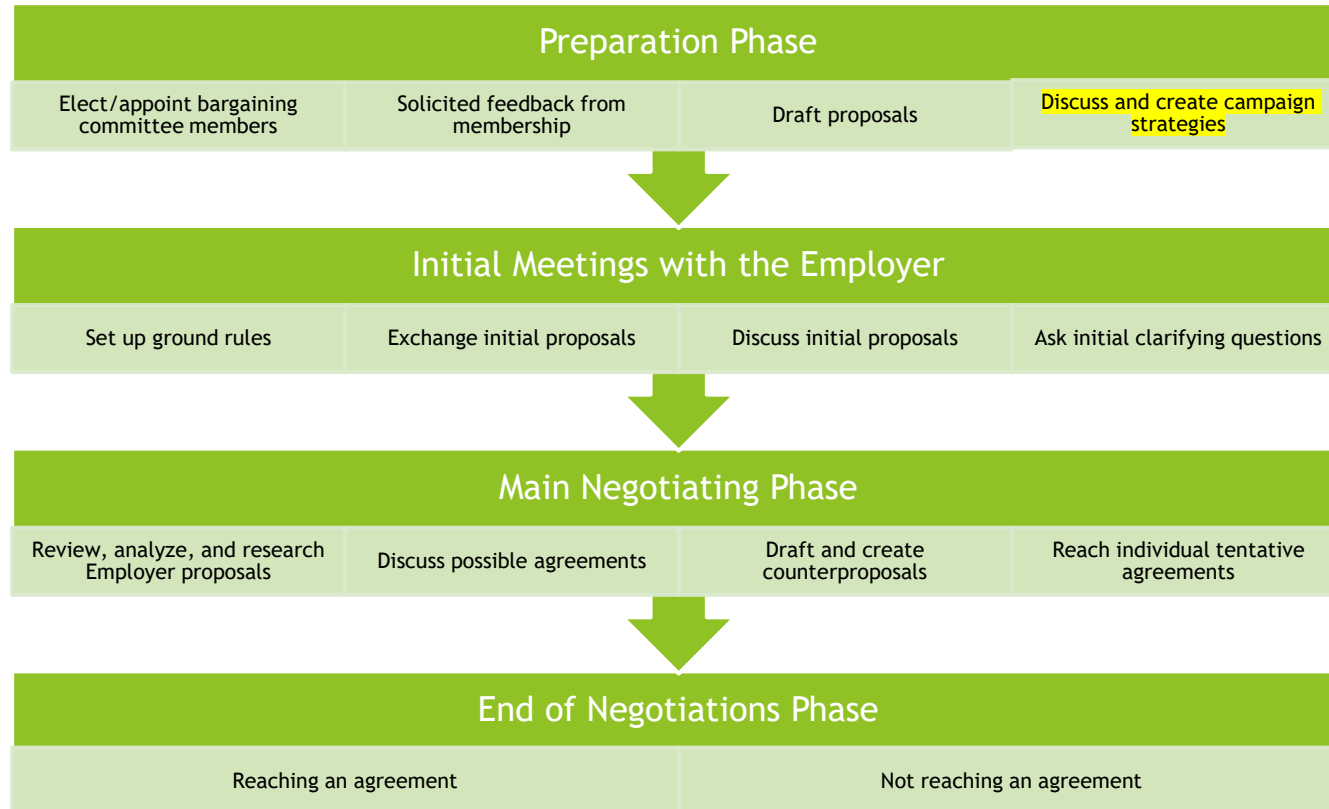 Preparation Phase
Elect/appoint bargaining
committee members
Solicited feedback from
membership
Draft proposals
Discuss and create campaign
strategies
Initial Meetings with the Employer
Set up ground rules
Exchange initial proposals
Discuss initial proposals
Ask initial clarifying questions
Main Negotiating Phase
Review, analyze, and research
Employer proposals
Discuss possible agreements
Draft and create
counterproposals
Reach individual tentative
agreements
End of Negotiations Phase
Reaching an agreement
Not reaching an agreement